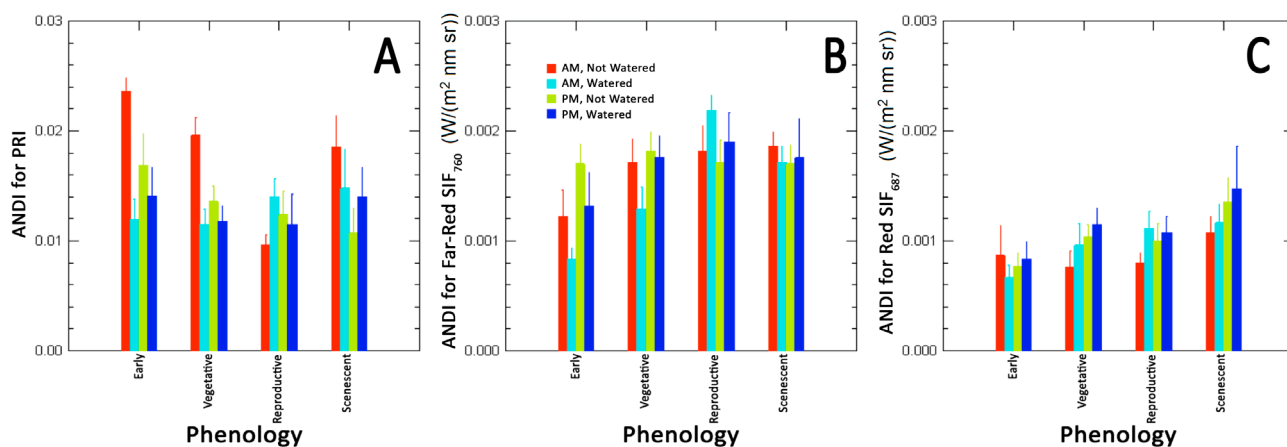 A
ANDI for PRI
0.03
0.02
0.01
0.00
Early
Vegetative
Reproductive
Scenescent
Phenology
B
ANDI for Far-Red SIF760 (W/(m2 nm sr))
0.003
0.002
0.001
0.000
AM, Not Watered
AM, Watered
PM, Not Watered
PM, Watered
Early
Vegetative
Reproductive
Scenescent
Phenology
C
ANDI for Red SIF687 (W/(m2 nm sr))
0.003
0.002
0.001
0.000
Early
Vegetative
Reproductive
Scenescent
Phenology